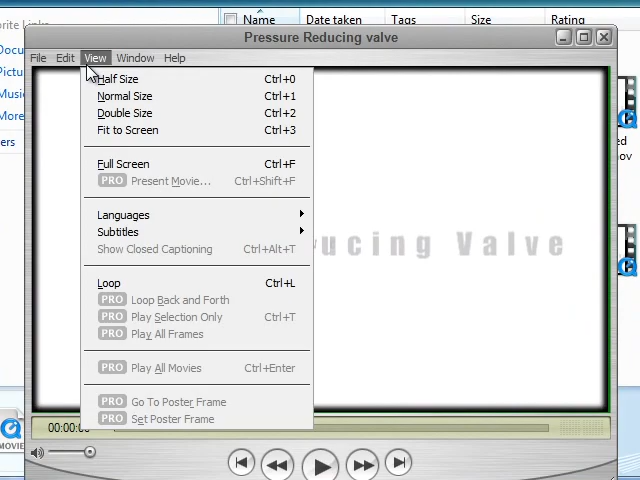 Name Date taken Tags Size Rating
Pressure Reducing valve
File Edit View Window Help
Half Size Ctrl+0
Normal Size Ctrl+1
Double Size Ctrl+2
Fit to Screen Ctrl+3
Full Screen Ctrl+F
PRO Present Movie... Ctrl+Shift+F
Languages
Subtitles
Show Closed Captioning Ctrl+Alt+T
ucing Valve
Loop Ctrl+L
PRO Loop Back and Forth
PRO Play Selection Only Ctrl+T
PRO Play All Frames
PRO Play All Movies Ctrl+Enter
PRO Go To Poster Frame
PRO Set Poster Frame
00:00:0